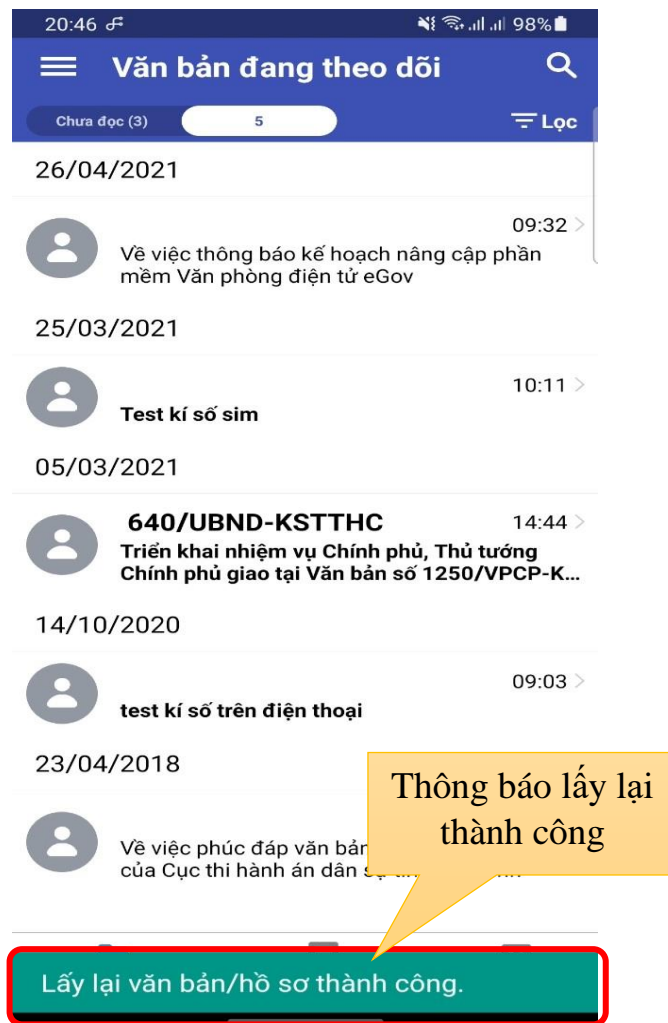 20:46 98%
Văn bản đang theo dõi
Chưa đọc (3) 5 Lọc
26/04/2021
09:32
Về việc thông báo kế hoạch nâng cấp phần
mềm Văn phòng điện tử eGov
25/03/2021
10:11
Test kí số sim
05/03/2021
640/UBND-KSTTHC 14:44
Triển khai nhiệm vụ Chính phủ, Thủ tướng
Chính phủ giao tại Văn bản số 1250/VPCP-K...
14/10/2020
09:03
test kí số trên điện thoại
23/04/2018
Thông báo lấy lại
thành công
Về việc phúc đáp văn bản
của Cục thi hành án dân sự
Lấy lại văn bản/hồ sơ thành công.